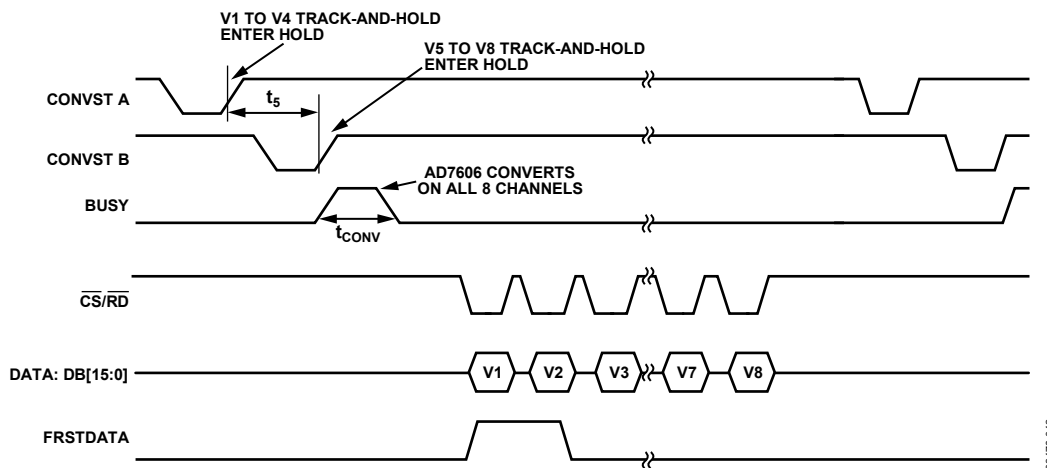 V1 TO V4 TRACK-AND-HOLD
ENTER HOLD
V5 TO V8 TRACK-AND-HOLD
ENTER HOLD
CONVST A
t5
CONVST B
AD7606 CONVERTS
ON ALL 8 CHANNELS
BUSY
tCONV
CS/RD
DATA: DB[15:0]
V1
V2
V3
V7
V8
FRSTDATA